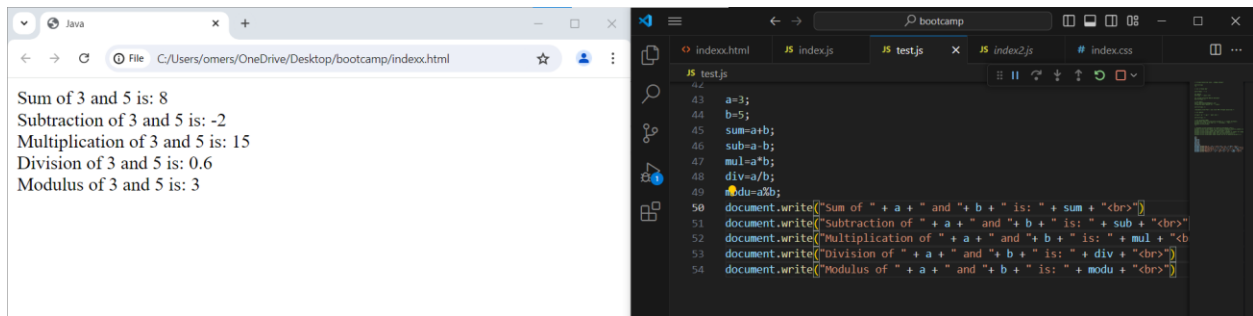 Java
File C:/Users/omers/OneDrive/Desktop/bootcamp/indexx.html
Sum of 3 and 5 is: 8
Subtraction of 3 and 5 is: -2
Multiplication of 3 and 5 is: 15
Division of 3 and 5 is: 0.6
Modulus of 3 and 5 is: 3
bootcamp
indexx.html JS index.js JS test.js JS index2.js # index.css
JS test.js
42
43 a=3;
44 b=5;
45 sum=a+b;
46 sub=a-b;
47 mul=a*b;
48 div=a/b;
49 modu=a%b;
50 document.write("Sum of " + a + " and "+ b + " is: " + sum + "<br>")
51 document.write("Subtraction of " + a + " and "+ b + " is: " + sub + "<br>"
52 document.write("Multiplication of " + a + " and "+ b + " is: " + mul + "<b
53 document.write("Division of " + a + " and "+ b + " is: " + div + "<br>")
54 document.write("Modulus of " + a + " and "+ b + " is: " + modu + "<br>")
1